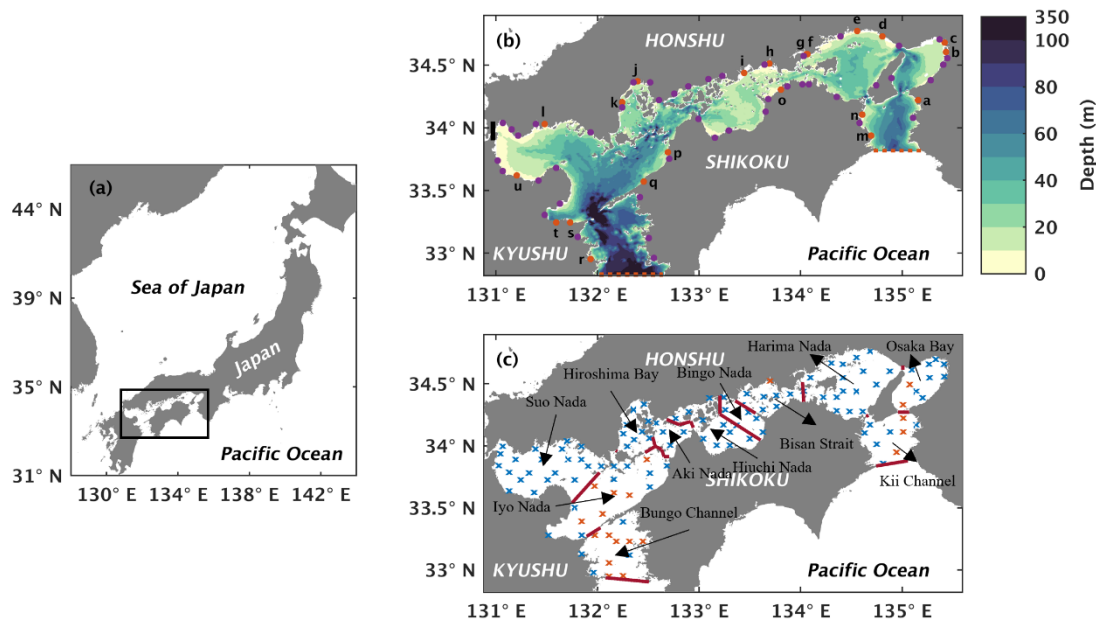 (a)
44° N
39° N
35° N
31° N
130° E
134° E
138° E
142° E
Sea of Japan
Japan
Pacific Ocean
(b)
HONSHU
SHIKOKU
KYUSHU
Pacific Ocean
34.5° N
34° N
33.5° N
33° N
131° E
132° E
133° E
134° E
135° E
a
b
c
d
e
f
g
h
i
j
k
l
m
n
o
p
q
r
s
t
u
350
100
80
60
40
20
0
Depth (m)
(c)
HONSHU
Harima Nada
Osaka Bay
Hiroshima Bay
Bingo Nada
Suo Nada
Bisan Strait
Aki Nada
Hiuchi Nada
SHIKOKU
Kii Channel
Iyo Nada
Bungo Channel
KYUSHU
Pacific Ocean
34.5° N
34° N
33.5° N
33° N
131° E
132° E
133° E
134° E
135° E